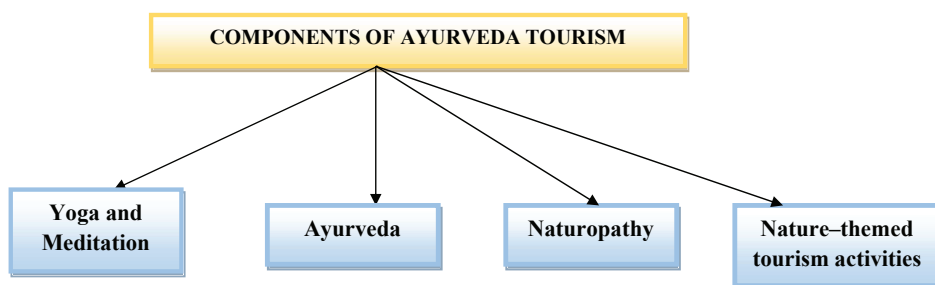 COMPONENTS OF AYURVEDA TOURISM
Yoga and
Meditation
Ayurveda
Naturopathy
Nature–themed
tourism activities